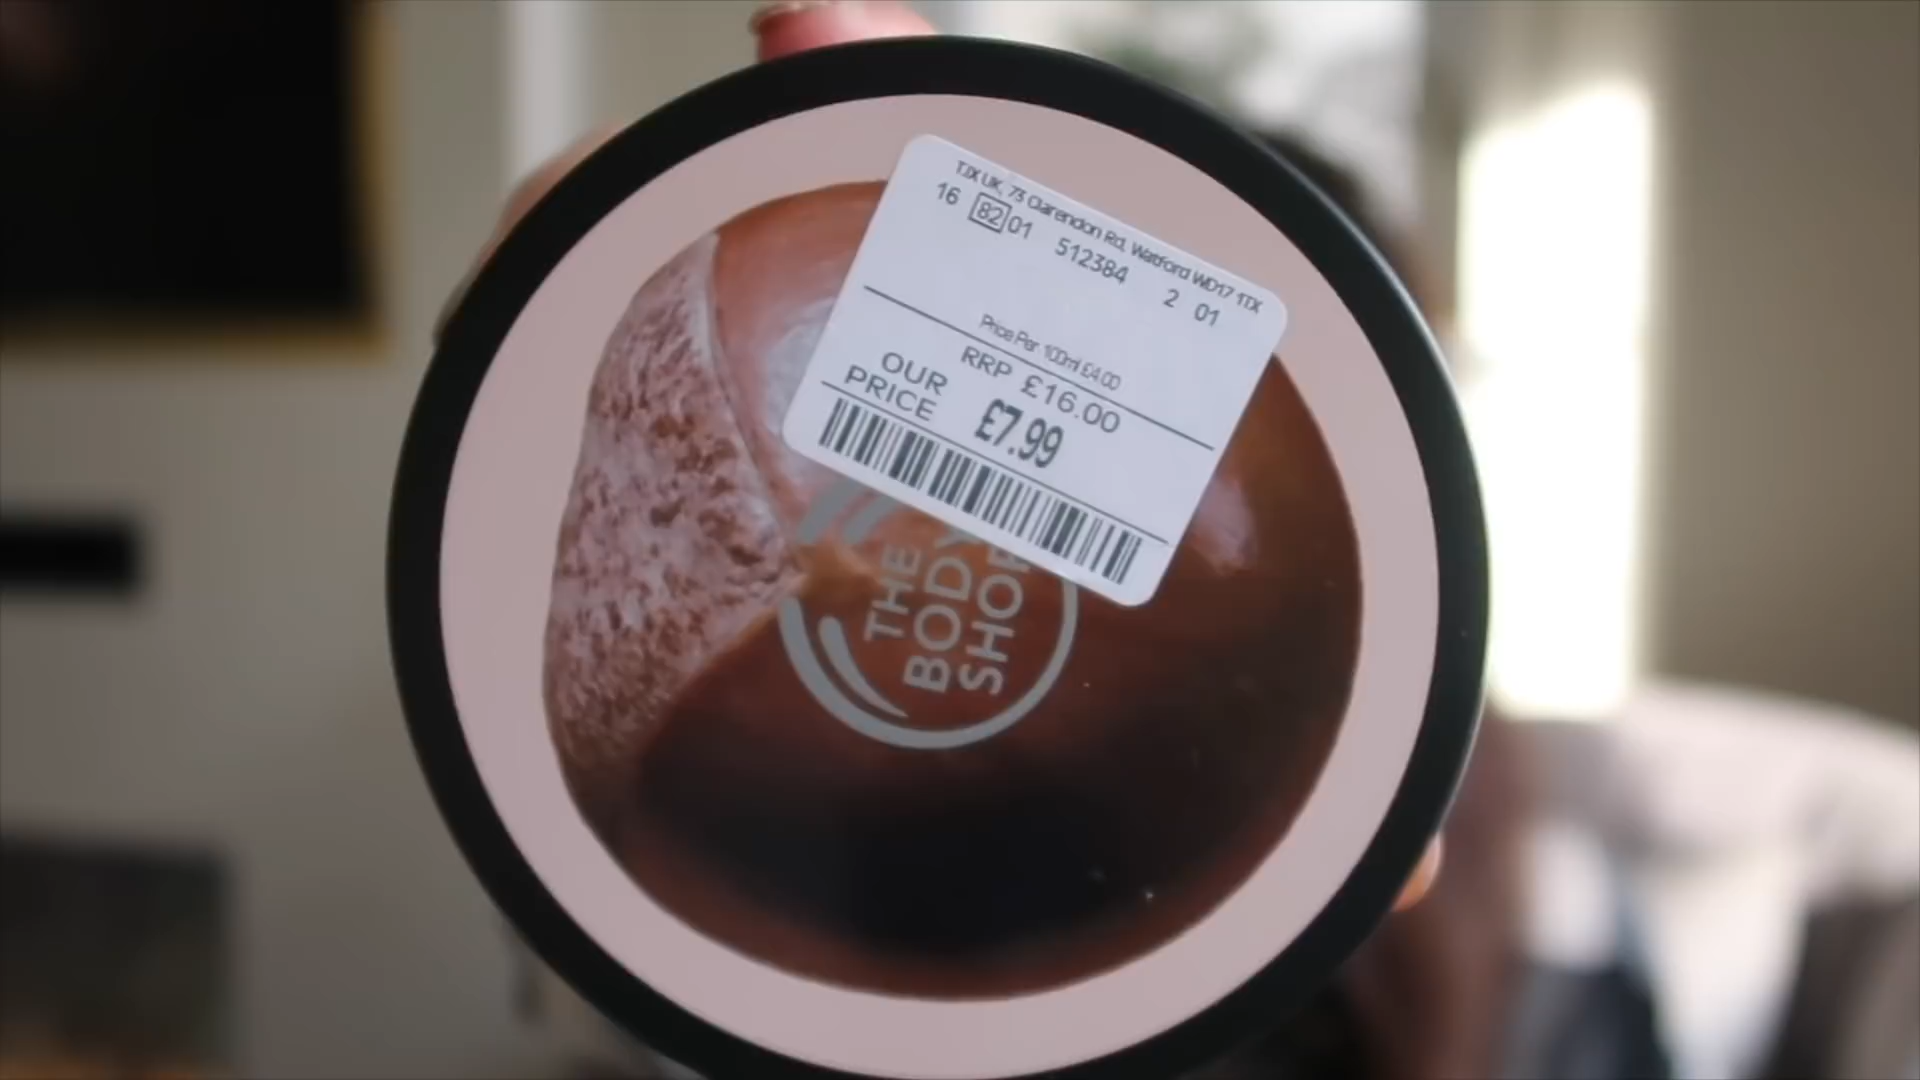 TJX UK, 73 Clarendon Rd, Watford WD17 1TX
16 82 01 512384 2 01
Price Per 100ml £4.00
RRP £16.00
OUR PRICE £7.99
THE
BODY
SHOP